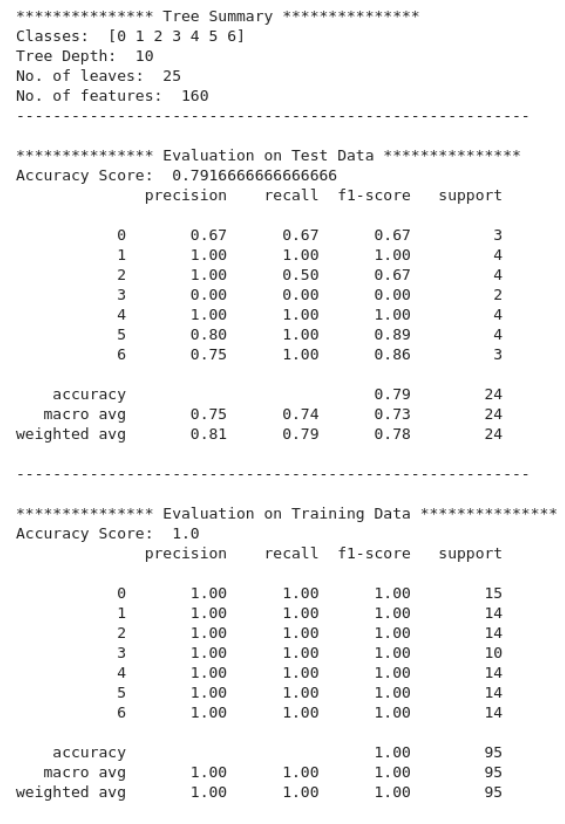 *************** Tree Summary ***************
Classes:  [0 1 2 3 4 5 6]
Tree Depth:  10
No. of leaves:  25
No. of features:  160
--------------------------------------------------------
*************** Evaluation on Test Data ***************
Accuracy Score:  0.7916666666666666
              precision    recall  f1-score   support
           0       0.67      0.67      0.67         3
           1       1.00      1.00      1.00         4
           2       1.00      0.50      0.67         4
           3       0.00      0.00      0.00         2
           4       1.00      1.00      1.00         4
           5       0.80      1.00      0.89         4
           6       0.75      1.00      0.86         3
    accuracy                           0.79        24
   macro avg       0.75      0.74      0.73        24
weighted avg       0.81      0.79      0.78        24
--------------------------------------------------------
*************** Evaluation on Training Data ***************
Accuracy Score:  1.0
              precision    recall  f1-score   support
           0       1.00      1.00      1.00        15
           1       1.00      1.00      1.00        14
           2       1.00      1.00      1.00        14
           3       1.00      1.00      1.00        10
           4       1.00      1.00      1.00        14
           5       1.00      1.00      1.00        14
           6       1.00      1.00      1.00        14
    accuracy                           1.00        95
   macro avg       1.00      1.00      1.00        95
weighted avg       1.00      1.00      1.00        95